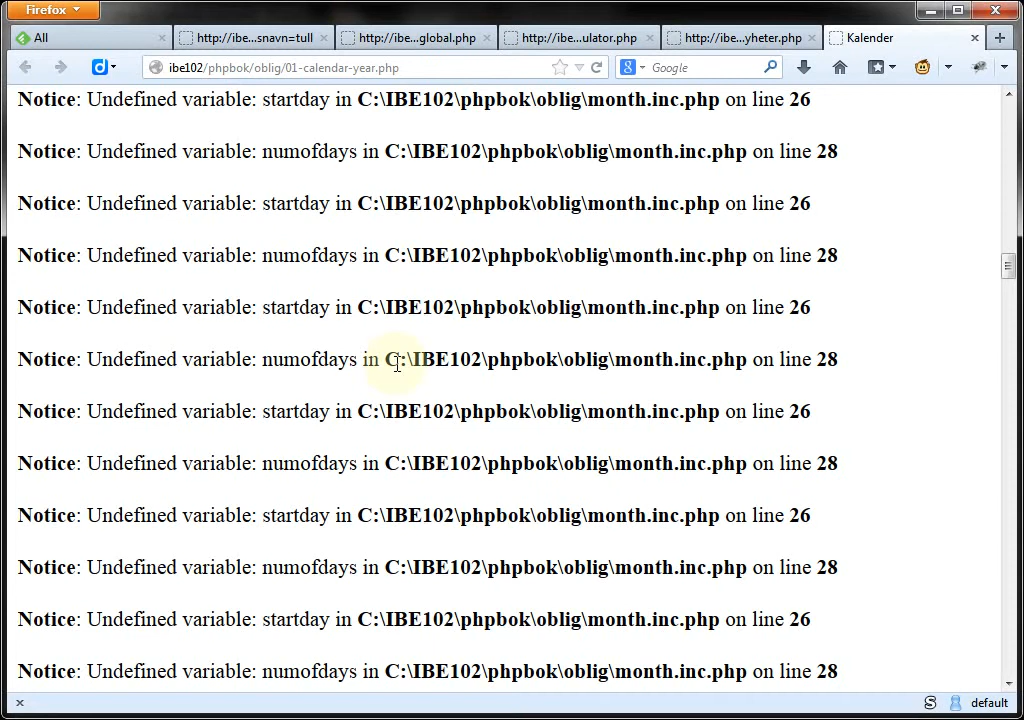 Firefox
All
http://ibe...snavn=tull
http://ibe...global.php
http://ibe...ulator.php
http://ibe...yheter.php
Kalender
ibe102/phpbok/oblig/01-calendar-year.php
Google
Notice: Undefined variable: startday in C:\IBE102\phpbok\oblig\month.inc.php on line 26
Notice: Undefined variable: numofdays in C:\IBE102\phpbok\oblig\month.inc.php on line 28
Notice: Undefined variable: startday in C:\IBE102\phpbok\oblig\month.inc.php on line 26
Notice: Undefined variable: numofdays in C:\IBE102\phpbok\oblig\month.inc.php on line 28
Notice: Undefined variable: startday in C:\IBE102\phpbok\oblig\month.inc.php on line 26
Notice: Undefined variable: numofdays in C:\IBE102\phpbok\oblig\month.inc.php on line 28
Notice: Undefined variable: startday in C:\IBE102\phpbok\oblig\month.inc.php on line 26
Notice: Undefined variable: numofdays in C:\IBE102\phpbok\oblig\month.inc.php on line 28
Notice: Undefined variable: startday in C:\IBE102\phpbok\oblig\month.inc.php on line 26
Notice: Undefined variable: numofdays in C:\IBE102\phpbok\oblig\month.inc.php on line 28
Notice: Undefined variable: startday in C:\IBE102\phpbok\oblig\month.inc.php on line 26
Notice: Undefined variable: numofdays in C:\IBE102\phpbok\oblig\month.inc.php on line 28
default